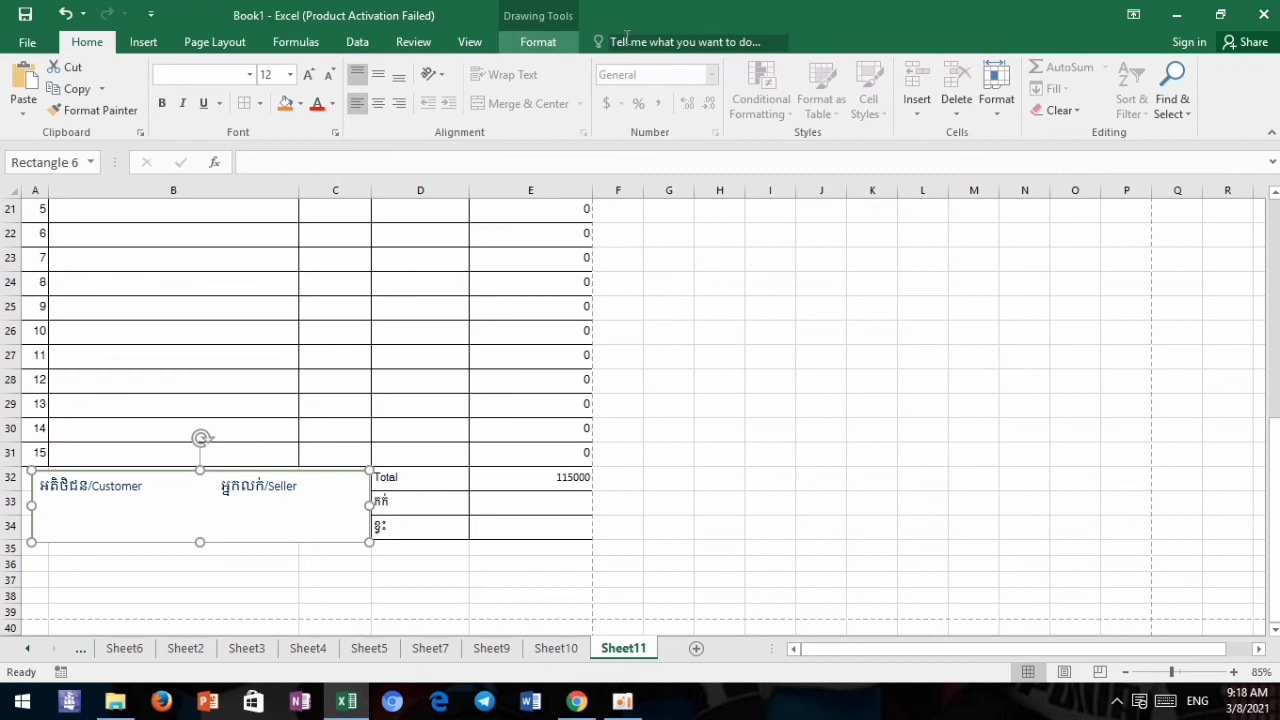 Book1 - Excel (Product Activation Failed)
Drawing Tools
File Home Insert Page Layout Formulas Data Review View Format Tell me what you want to do... Sign in Share
Paste
Cut
Copy
Format Painter
Clipboard
12
B I U A
Font
Wrap Text
Merge & Center
Alignment
General
$ % ,
Number
Conditional Formatting
Format as Table
Cell Styles
Styles
Insert
Delete
Format
Cells
AutoSum
Fill
Clear
Sort & Filter
Find & Select
Editing
Rectangle 6
fx
A B C D E F G H I J K L M N O P Q R
21 5 0
22 6 0
23 7 0
24 8 0
25 9 0
26 10 0
27 11 0
28 12 0
29 13 0
30 14 0
31 15 0
32 អតិថិជន/Customer អ្នកលក់/Seller Total 115000
33 កក់
34 ខ្វះ
35
36
37
38
39
40
... Sheet6 Sheet2 Sheet3 Sheet4 Sheet5 Sheet7 Sheet9 Sheet10 Sheet11
Ready
85%
ENG
9:18 AM
3/8/2021